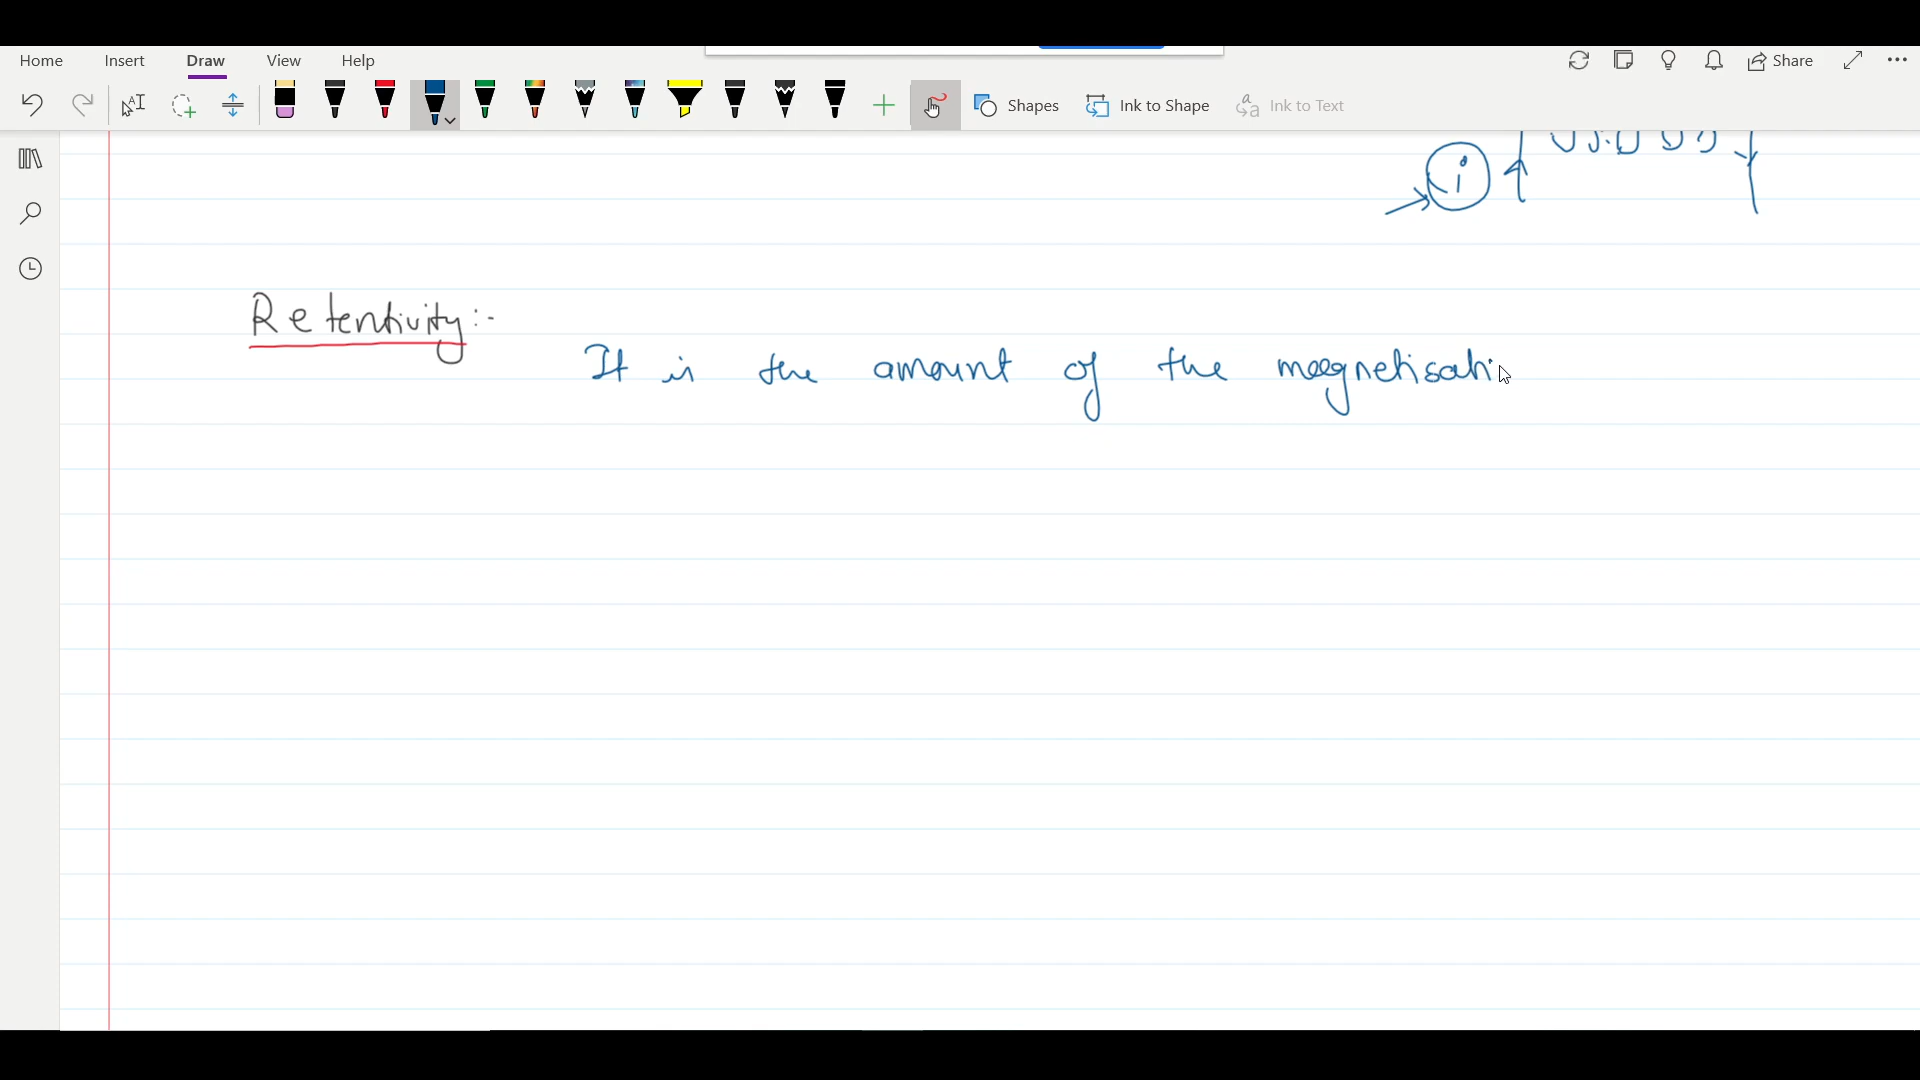 Home Insert Draw View Help Share
Shapes Ink to Shape Ink to Text
i
Retentivity:-
It is the amount of the maegnetisati